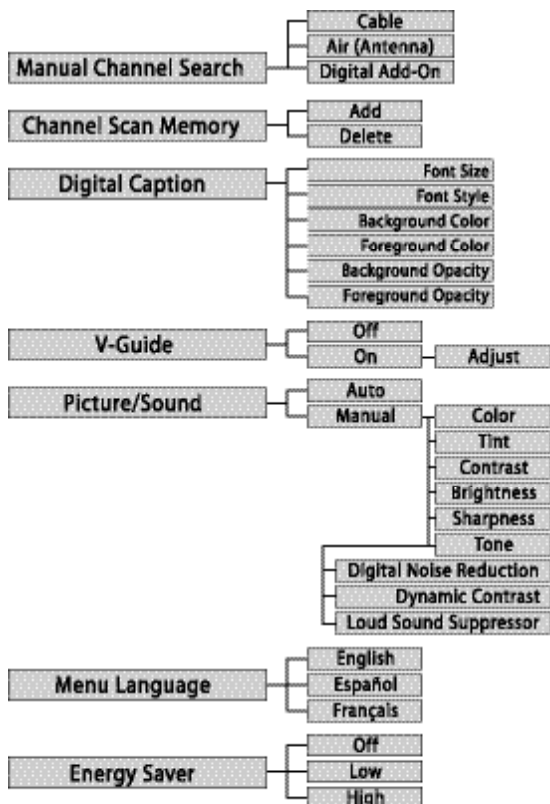 Manual Channel Search
Cable
Air (Antenna)
Digital Add-On
Channel Scan Memory
Add
Delete
Digital Caption
Font Size
Font Style
Background Color
Foreground Color
Background Opacity
Foreground Opacity
V-Guide
Off
On
Adjust
Picture/Sound
Auto
Manual
Color
Tint
Contrast
Brightness
Sharpness
Tone
Digital Noise Reduction
Dynamic Contrast
Loud Sound Suppressor
Menu Language
English
Español
Français
Energy Saver
Off
Low
High